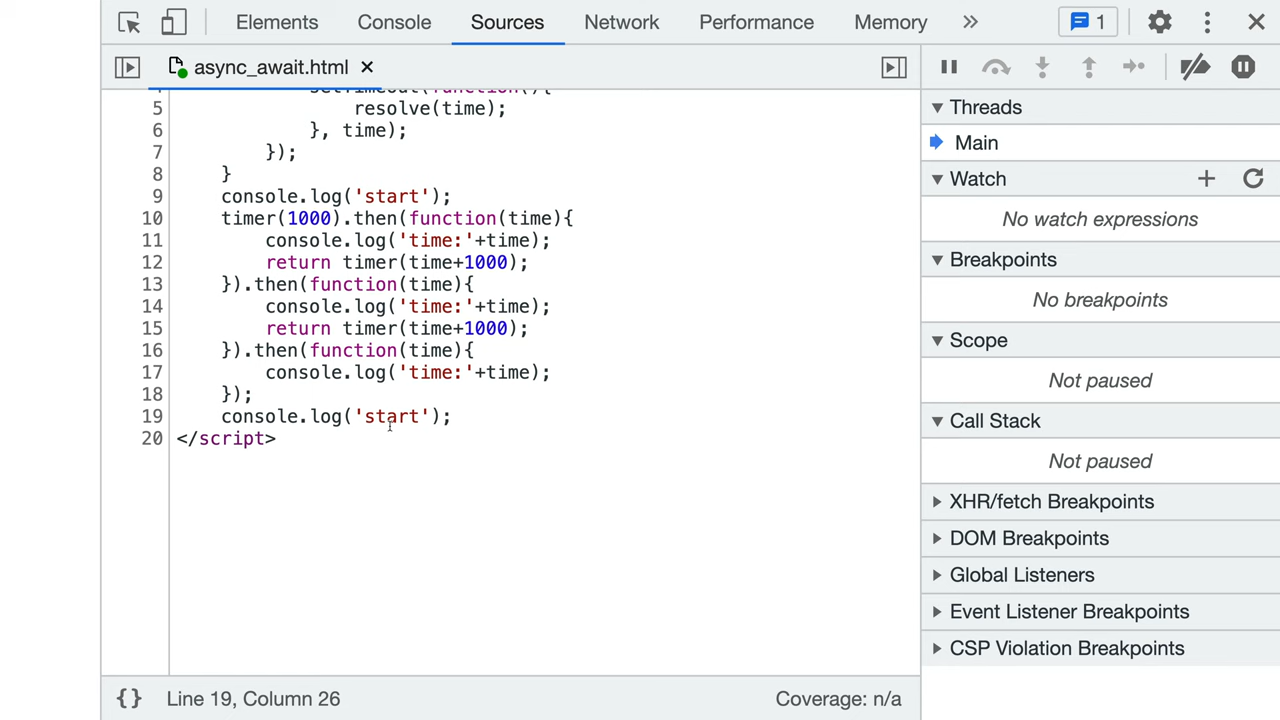 Elements Console Sources Network Performance Memory » 1
async_await.html
5 resolve(time);
6 }, time);
7 });
8 }
9 console.log('start');
10 timer(1000).then(function(time){
11 console.log('time:'+time);
12 return timer(time+1000);
13 }).then(function(time){
14 console.log('time:'+time);
15 return timer(time+1000);
16 }).then(function(time){
17 console.log('time:'+time);
18 });
19 console.log('start');
20 </script>
{} Line 19, Column 26 Coverage: n/a
Threads
Main
Watch
No watch expressions
Breakpoints
No breakpoints
Scope
Not paused
Call Stack
Not paused
XHR/fetch Breakpoints
DOM Breakpoints
Global Listeners
Event Listener Breakpoints
CSP Violation Breakpoints